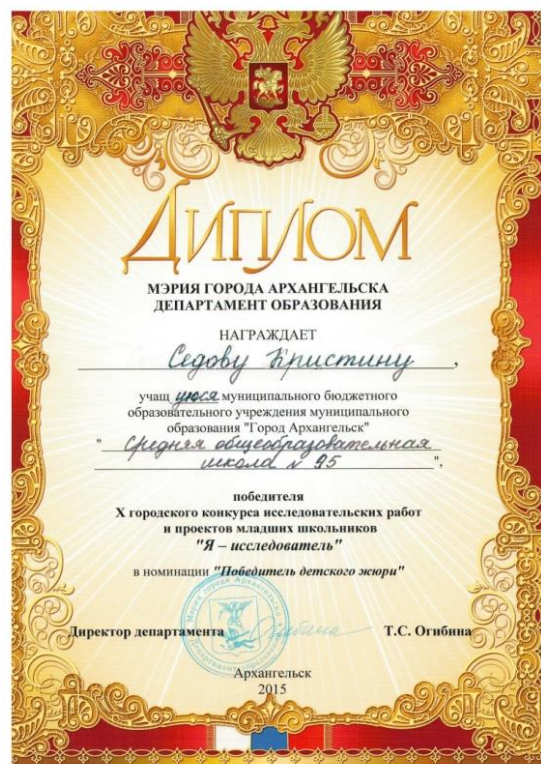 ДИПЛОМ
МЭРИЯ ГОРОДА АРХАНГЕЛЬСКА
ДЕПАРТАМЕНТ ОБРАЗОВАНИЯ
НАГРАЖДАЕТ
Седову Кристину,
учащуюся муниципального бюджетного
образовательного учреждения муниципального
образования "Город Архангельск"
"Средняя общеобразовательная
школа № 95",
победителя
X городского конкурса исследовательских работ
и проектов младших школьников
"Я – исследователь"
в номинации "Победитель детского жюри"
Директор департамента Т.С. Огибина
Архангельск
2015